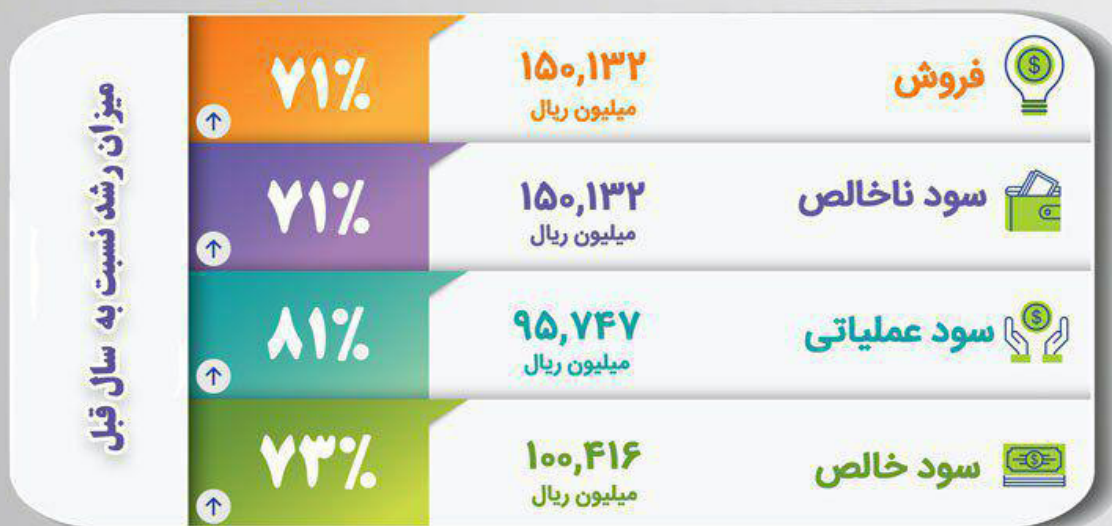 فروش
۱۵۰,۱۳۲
میلیون ریال
۷۱%
سود ناخالص
۱۵۰,۱۳۲
میلیون ریال
۷۱%
سود عملیاتی
۹۵,۷۴۷
میلیون ریال
۸۱%
سود خالص
۱۰۰,۴۱۶
میلیون ریال
۷۳%
میزان رشد نسبت به سال قبل